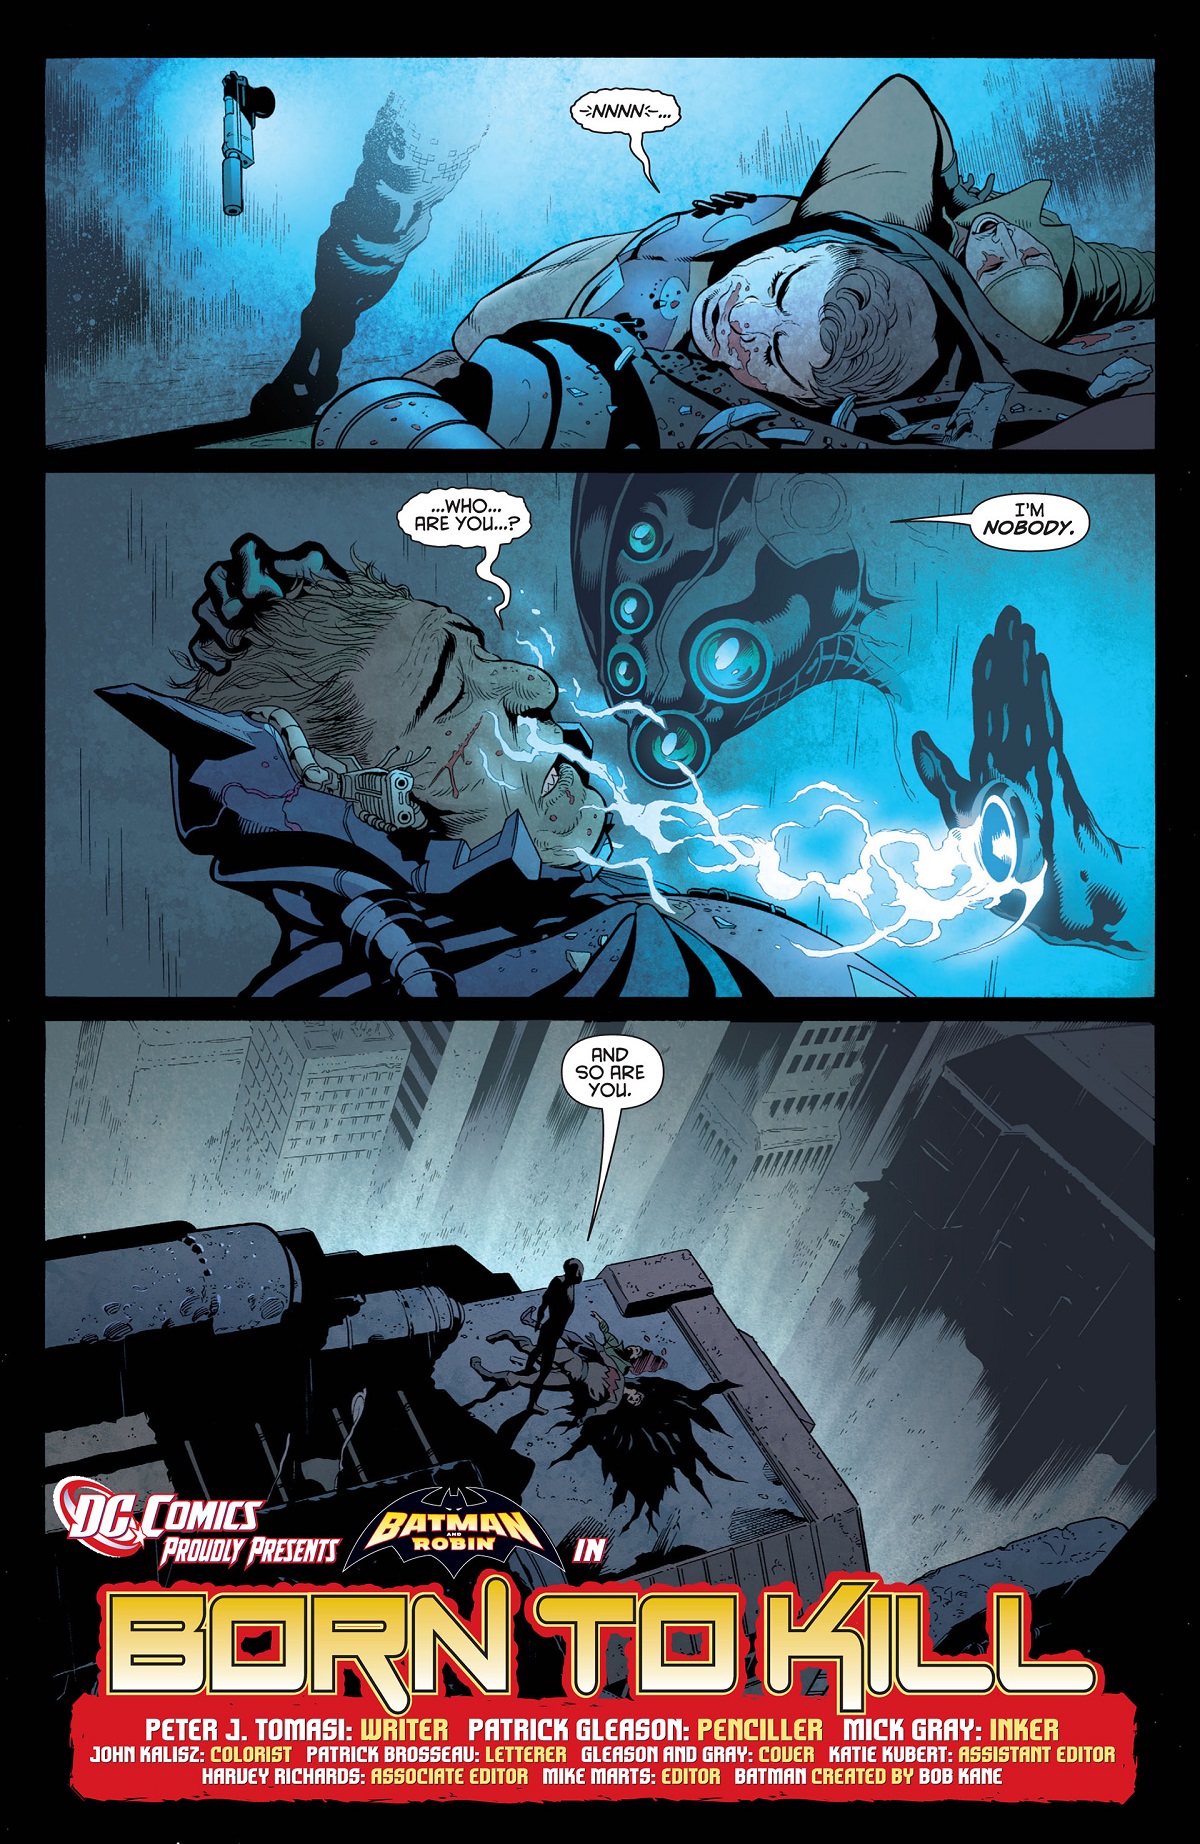 NNNN...
...WHO...
ARE YOU...?
I'M
NOBODY.
AND
SO ARE
YOU.
DC COMICS
PROUDLY PRESENTS
BATMAN
AND
ROBIN
IN
BORN TO KILL
PETER J. TOMASI: WRITER PATRICK GLEASON: PENCILLER MICK GRAY: INKER
JOHN KALISZ: COLORIST PATRICK BROSSEAU: LETTERER GLEASON AND GRAY: COVER KATIE KUBERT: ASSISTANT EDITOR
HARVEY RICHARDS: ASSOCIATE EDITOR MIKE MARTS: EDITOR BATMAN CREATED BY BOB KANE